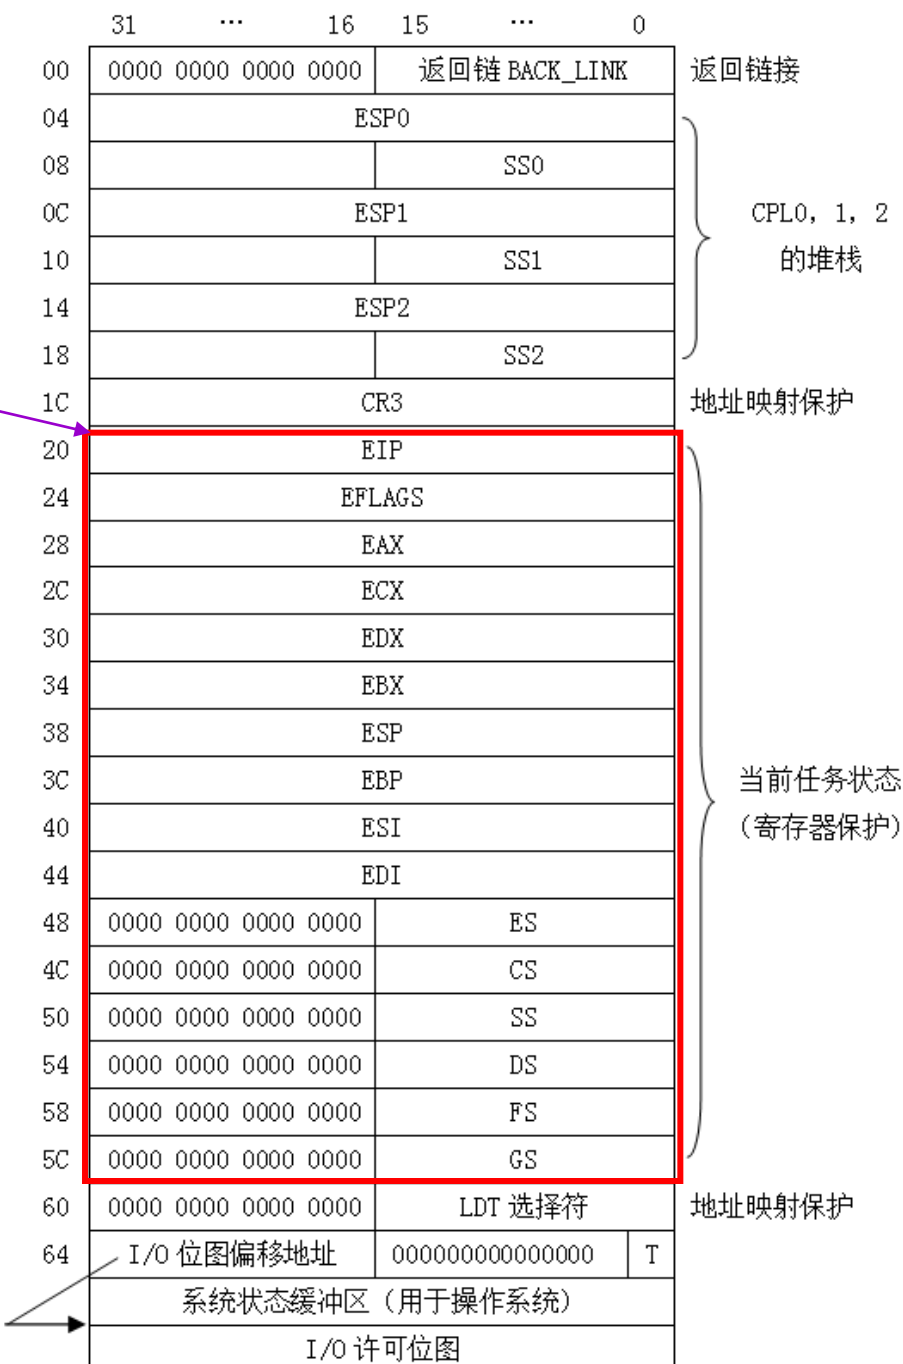 31 … 16 15 … 0
00 0000 0000 0000 0000 返回链 BACK_LINK 返回链接
04 ESP0
08 SS0
0C ESP1 CPL0, 1, 2
10 SS1 的堆栈
14 ESP2
18 SS2
1C CR3 地址映射保护
20 EIP
24 EFLAGS
28 EAX
2C ECX
30 EDX
34 EBX
38 ESP
3C EBP 当前任务状态
40 ESI （寄存器保护）
44 EDI
48 0000 0000 0000 0000 ES
4C 0000 0000 0000 0000 CS
50 0000 0000 0000 0000 SS
54 0000 0000 0000 0000 DS
58 0000 0000 0000 0000 FS
5C 0000 0000 0000 0000 GS
60 0000 0000 0000 0000 LDT 选择符 地址映射保护
64 I/O 位图偏移地址 000000000000000 T
系统状态缓冲区（用于操作系统）
I/O 许可位图